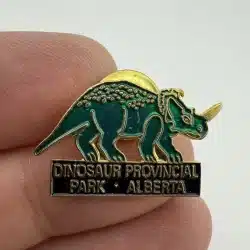 DINOSAUR PROVINCIAL
PARK • ALBERTA